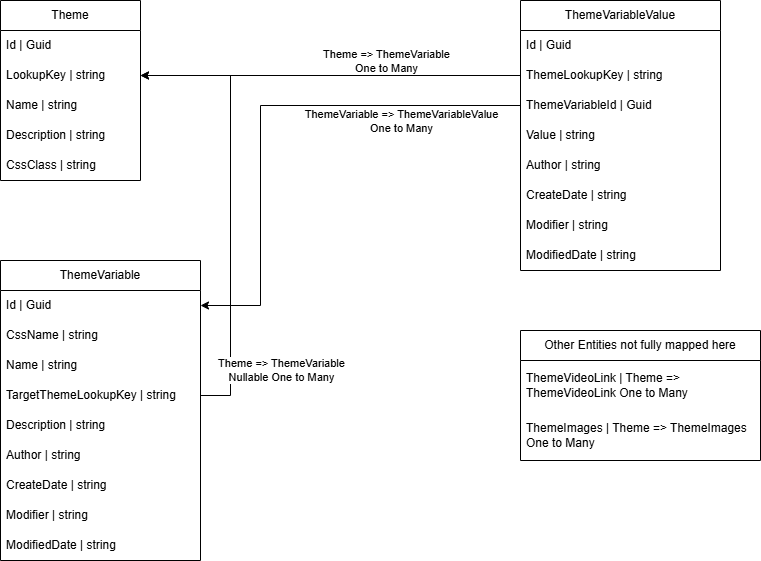 Theme
Id | Guid
LookupKey | string
Name | string
Description | string
CssClass | string
Theme => ThemeVariable
One to Many
ThemeVariable => ThemeVariableValue
One to Many
ThemeVariableValue
Id | Guid
ThemeLookupKey | string
ThemeVariableId | Guid
Value | string
Author | string
CreateDate | string
Modifier | string
ModifiedDate | string
ThemeVariable
Id | Guid
CssName | string
Name | string
TargetThemeLookupKey | string
Description | string
Author | string
CreateDate | string
Modifier | string
ModifiedDate | string
Theme => ThemeVariable
Nullable One to Many
Other Entities not fully mapped here
ThemeVideoLink | Theme =>
ThemeVideoLink One to Many
ThemeImages | Theme => ThemeImages
One to Many